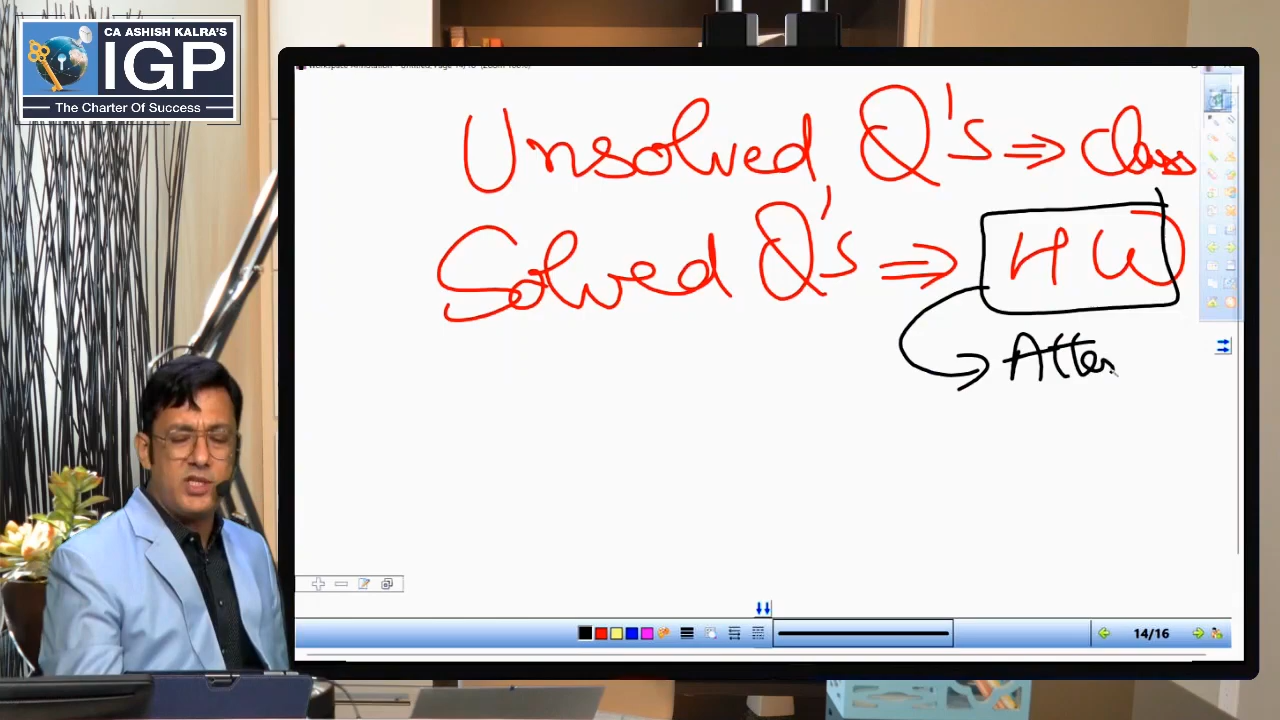 CA ASHISH KALRA'S
IGP
The Charter Of Success
Unsolved Q's ⇒ Class
Solved Q's ⇒ HW
Atten
14/16